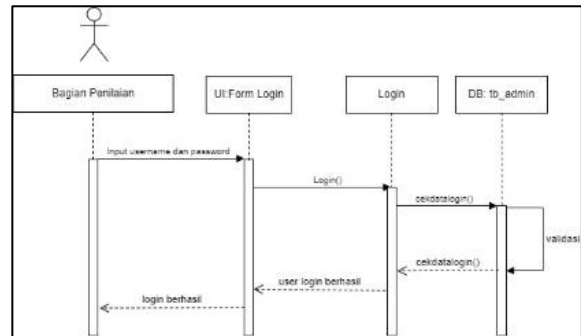 Bagian Penilaian
UI:Form Login
Login
DB: tb_admin
Input username dan password
Login()
cekdatalogin()
validasi
cekdatalogin()
user login berhasil
login berhasil